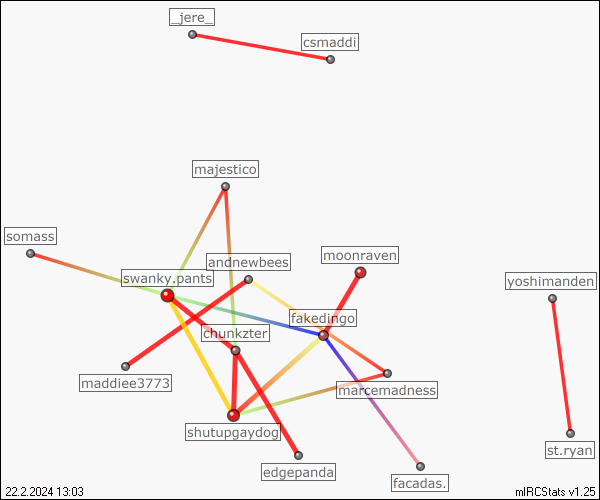 _jere_
csmaddi
majestico
somass
andnewbees
moonraven
swanky.pants
yoshimanden
fakedingo
chunkzter
maddiee3773
marcemadness
shutupgaydog
st.ryan
edgepanda
facadas.
22.2.2024 13:03
mIRCStats v1.25